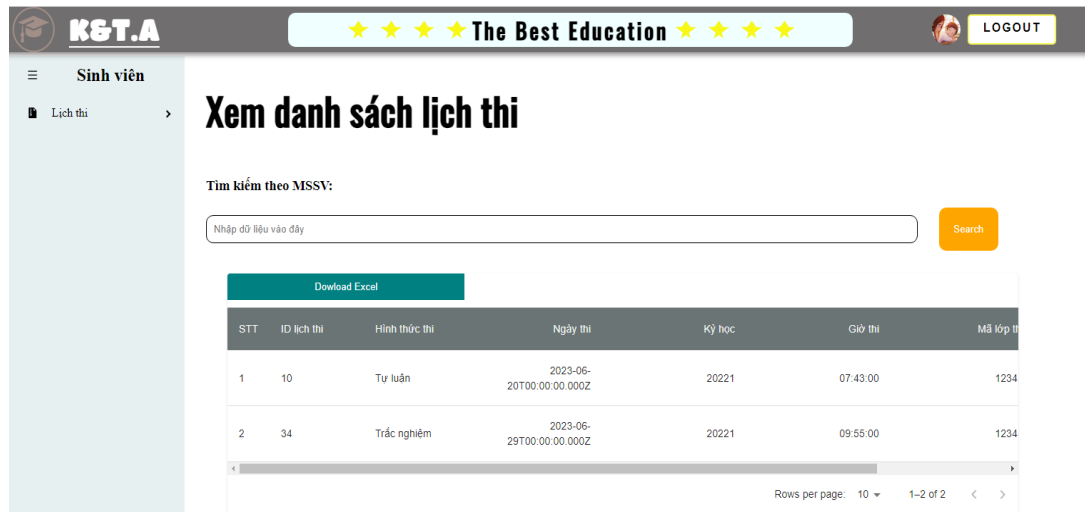 K&T.A
★ ★ ★ ★ The Best Education ★ ★ ★ ★
LOGOUT
☰ Sinh viên
Lịch thi
Xem danh sách lịch thi
Tìm kiếm theo MSSV:
Nhập dữ liệu vào đây
Search
Dowload Excel
STT ID lịch thi Hình thức thi Ngày thi Kỳ học Giờ thi Mã lớp
1 10 Tự luận 2023-06-20T00:00:00.000Z 20221 07:43:00 1234
2 34 Trắc nghiệm 2023-06-29T00:00:00.000Z 20221 09:55:00 1234
Rows per page: 10 1–2 of 2